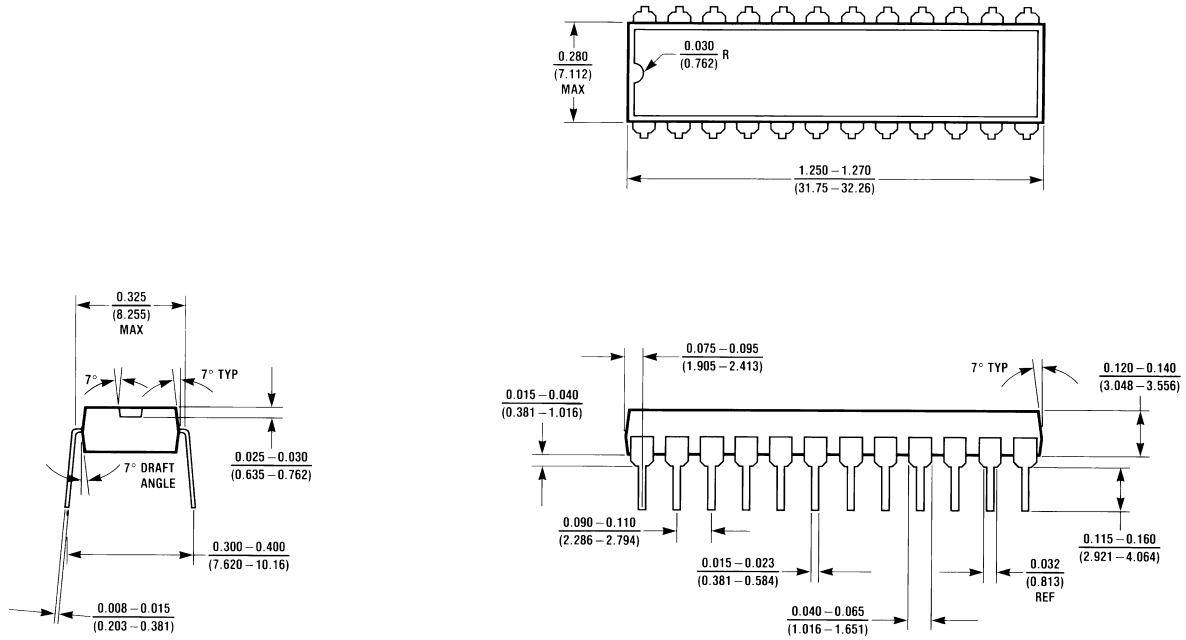 0.280
(7.112)
MAX
0.030
(0.762)
R
1.250 – 1.270
(31.75 – 32.26)
0.325
(8.255)
MAX
7°
7° TYP
0.025 – 0.030
(0.635 – 0.762)
7° DRAFT
ANGLE
0.300 – 0.400
(7.620 – 10.16)
0.008 – 0.015
(0.203 – 0.381)
0.075 – 0.095
(1.905 – 2.413)
7° TYP
0.120 – 0.140
(3.048 – 3.556)
0.015 – 0.040
(0.381 – 1.016)
0.090 – 0.110
(2.286 – 2.794)
0.115 – 0.160
(2.921 – 4.064)
0.015 – 0.023
(0.381 – 0.584)
0.032
(0.813)
REF
0.040 – 0.065
(1.016 – 1.651)